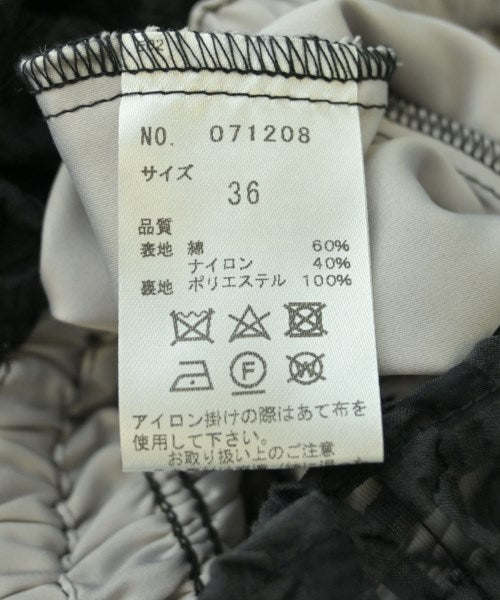 NO. 071208
サイズ
36
品質
表地 綿 60%
ナイロン 40%
裏地 ポリエステル 100%
F
W
アイロン掛けの際はあて布を
使用して下さい。
お取り扱い上のご注意